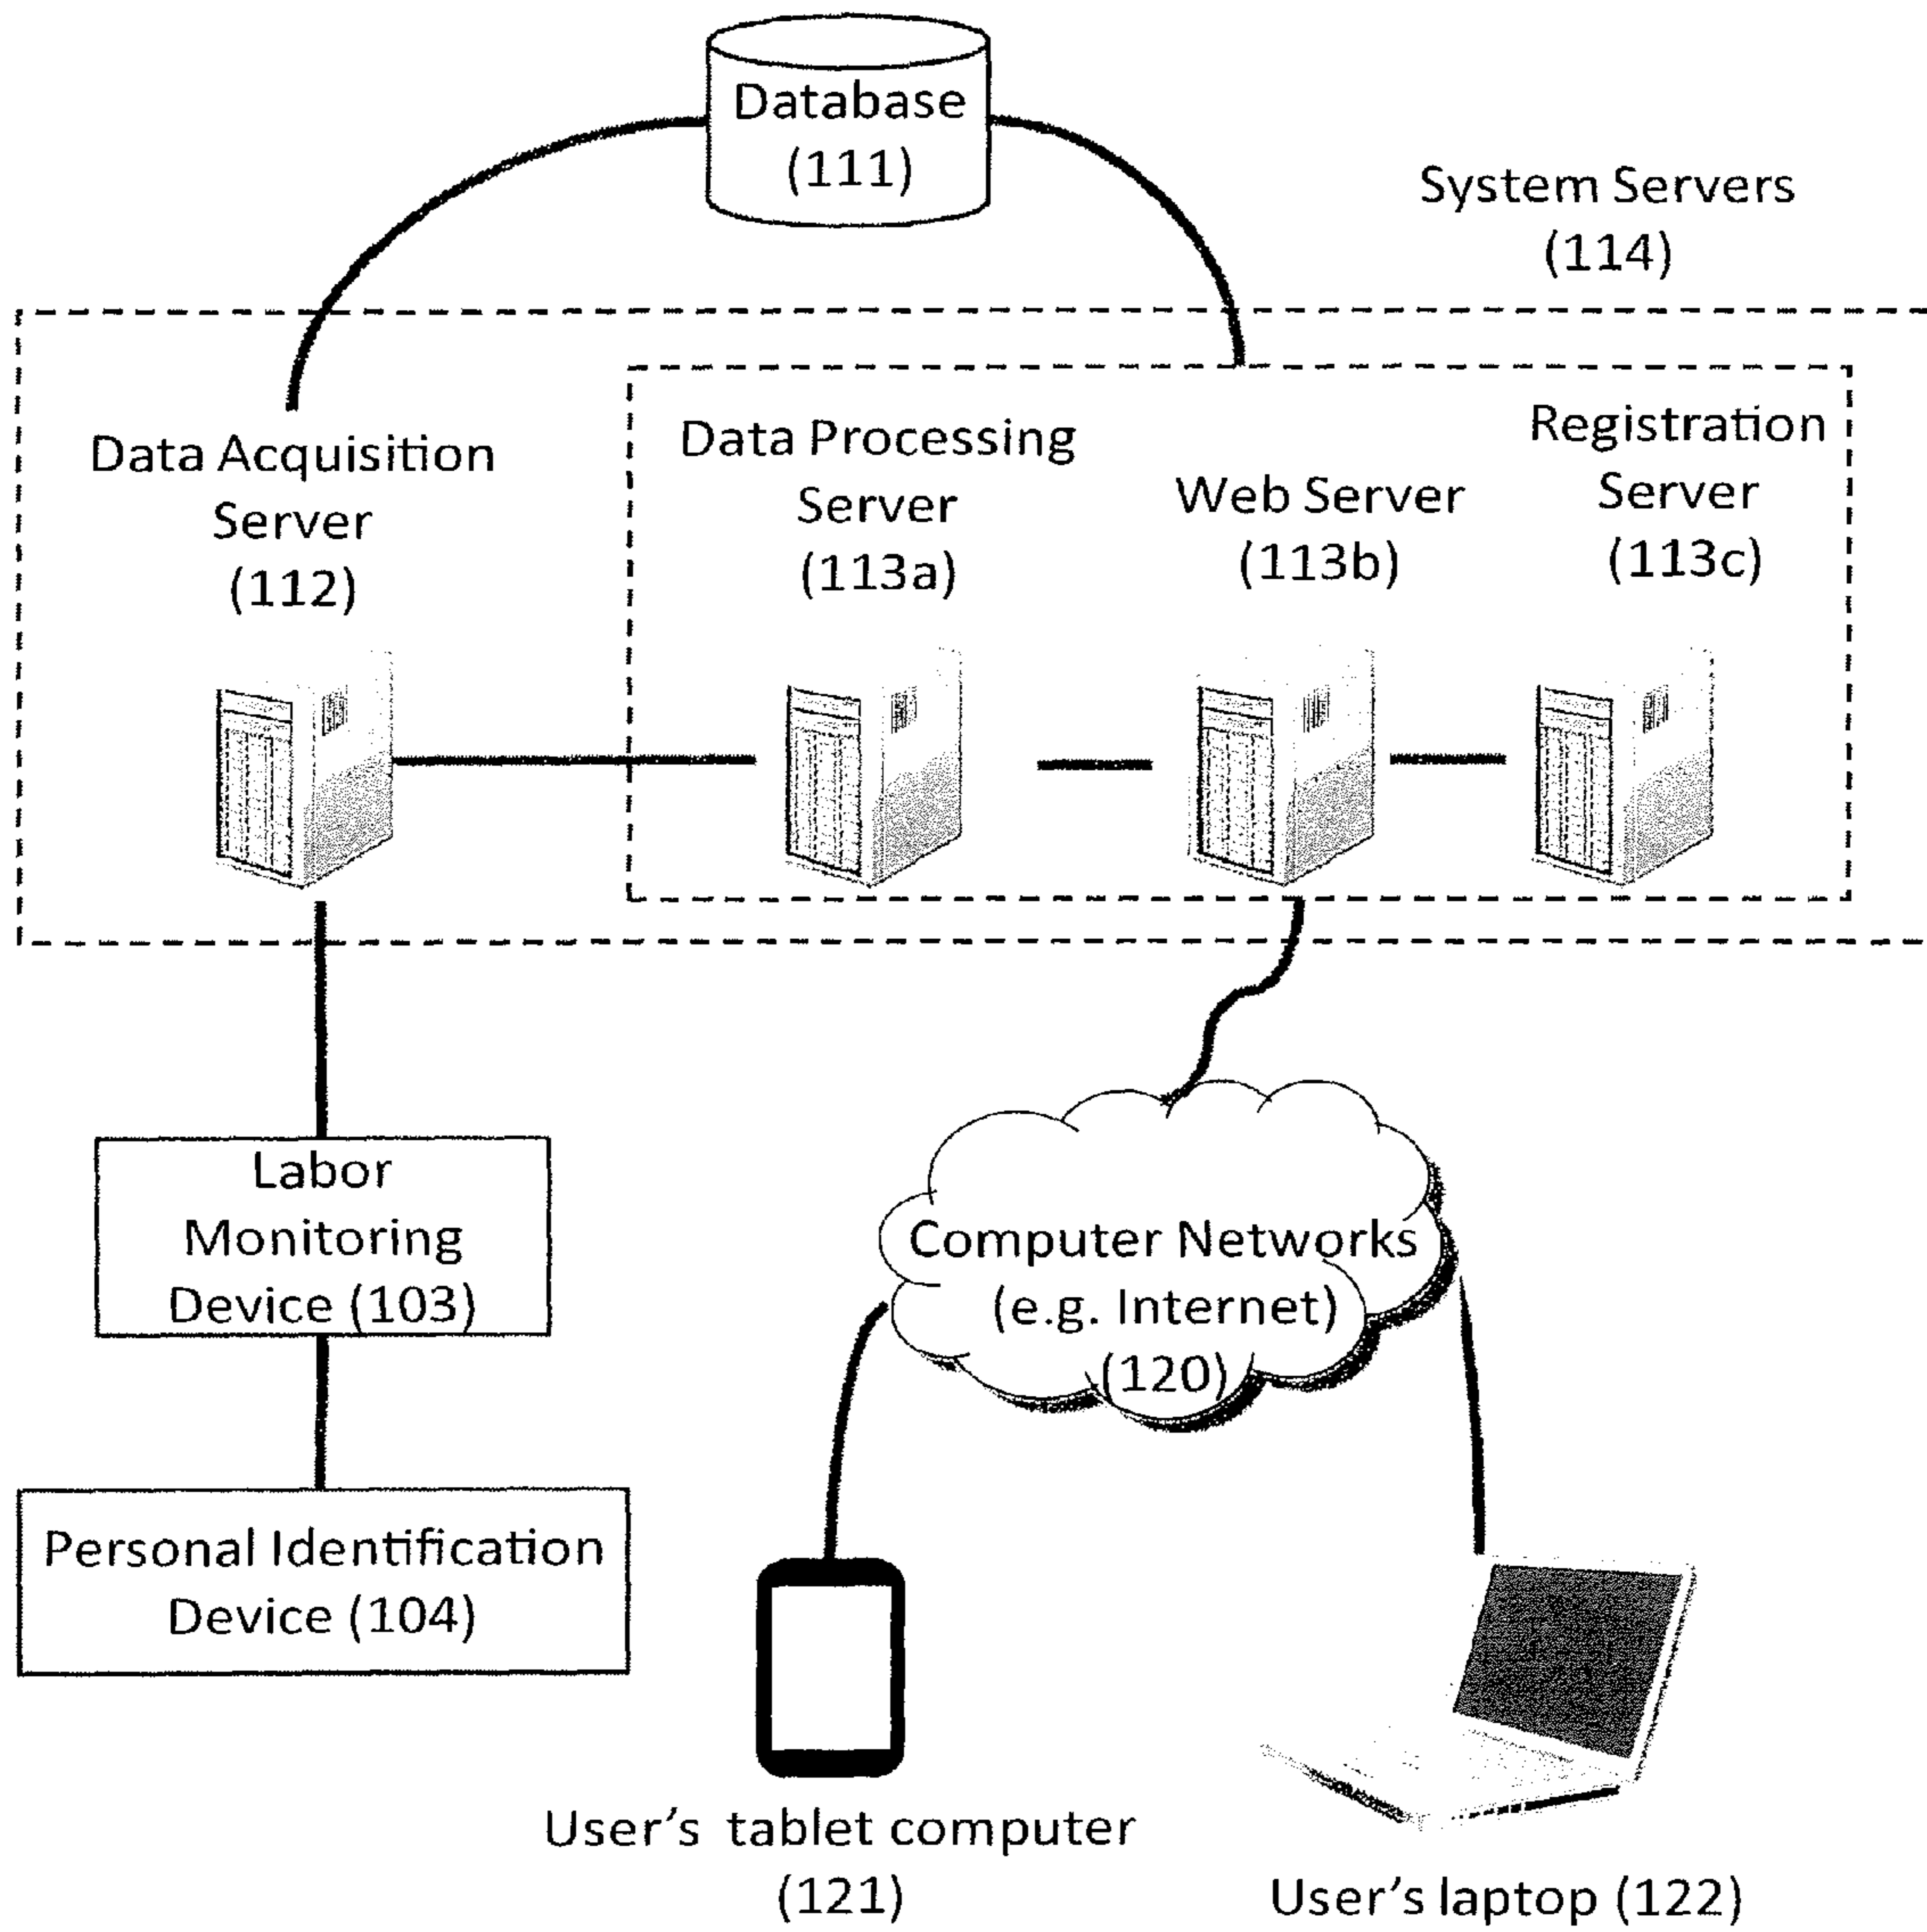 Database
(111)
System Servers
(114)
Data Acquisition
Server
(112)
Data Processing
Server
(113a)
Web Server
(113b)
Registration
Server
(113c)
Labor
Monitoring
Device (103)
Personal Identification
Device (104)
Computer Networks
(e.g. Internet)
(120)
User's tablet computer
(121)
User's laptop (122)